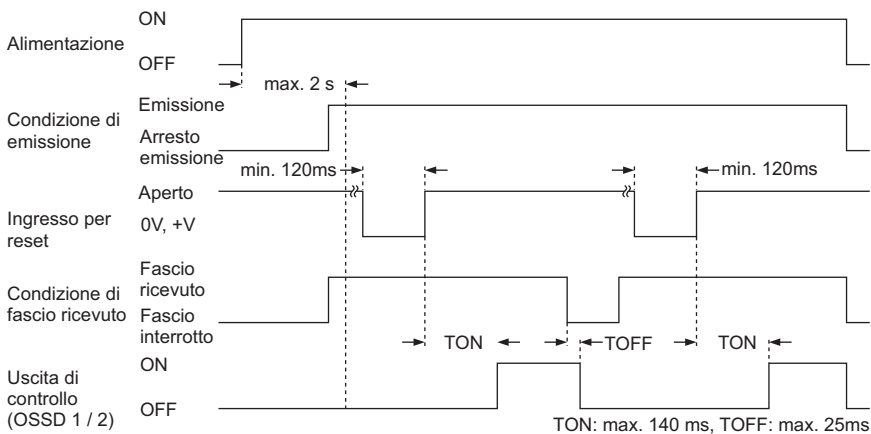 Alimentazione
ON
OFF
max. 2 s
Condizione di
emissione
Emissione
Arresto
emissione
min. 120ms
min. 120ms
Ingresso per
reset
Aperto
0V, +V
Condizione di
fascio ricevuto
Fascio
ricevuto
Fascio
interrotto
TON
TOFF
TON
Uscita di
controllo
(OSSD 1 / 2)
ON
OFF
TON: max. 140 ms, TOFF: max. 25ms